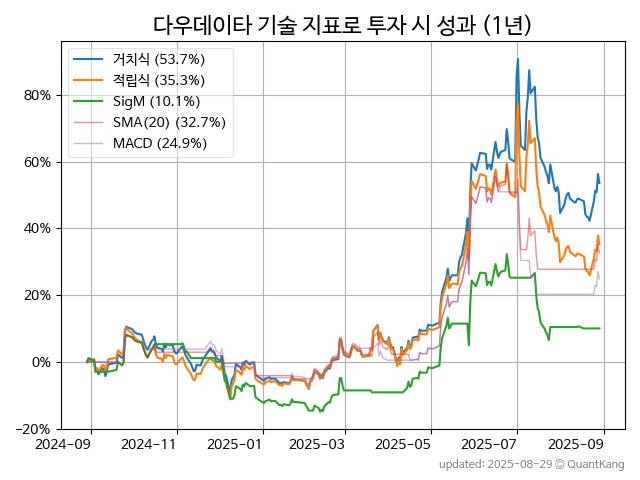 다우데이타 기술 지표로 투자 시 성과 (1년)
거치식 (53.7%)
적립식 (35.3%)
SigM (10.1%)
SMA(20) (32.7%)
MACD (24.9%)
80%
60%
40%
20%
0%
−20%
2024-09 2024-11 2025-01 2025-03 2025-05 2025-07 2025-09
updated: 2025-08-29 © QuantKang